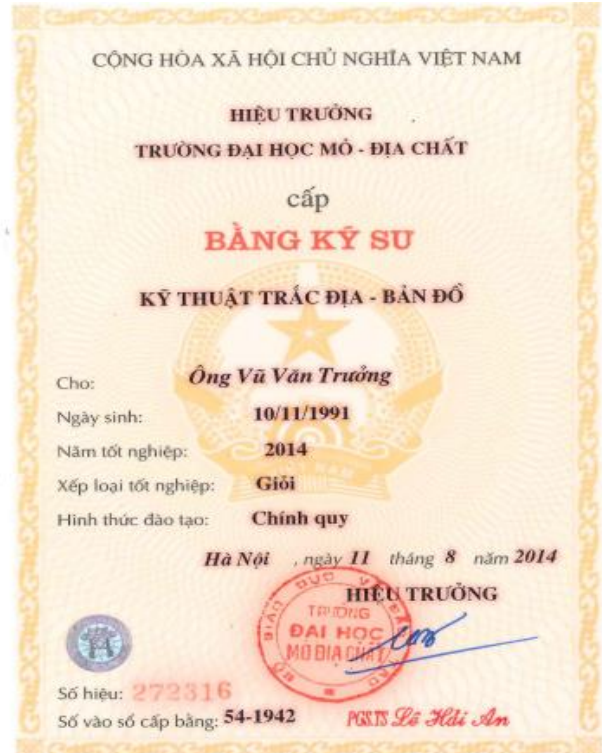 CỘNG HÒA XÃ HỘI CHỦ NGHĨA VIỆT NAM
HIỆU TRƯỞNG
TRƯỜNG ĐẠI HỌC MỎ - ĐỊA CHẤT
cấp
BẰNG KỸ SƯ
KỸ THUẬT TRẮC ĐỊA - BẢN ĐỒ
Cho: Ông Vũ Văn Trưởng
Ngày sinh: 10/11/1991
Năm tốt nghiệp: 2014
Xếp loại tốt nghiệp: Giỏi
Hình thức đào tạo: Chính quy
Hà Nội , ngày 11 tháng 8 năm 2014
HIỆU TRƯỞNG
TRƯỜNG
ĐẠI HỌC
MỎ ĐỊA CHẤT
Số hiệu: 272316
Số vào sổ cấp bằng: 54-1942
PGS.TS Lê Hải An